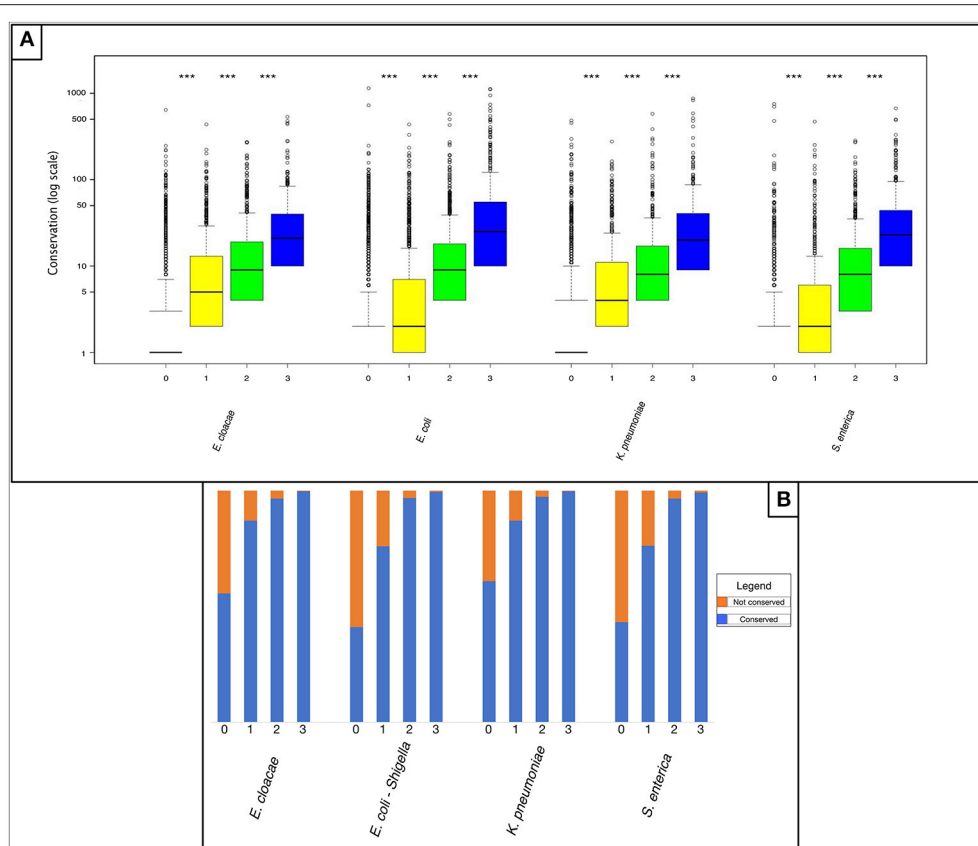 A
*** *** *** *** *** *** *** *** *** *** *** ***
Conservation (log scale)
1000
500
100
50
10
5
1
0 1 2 3 0 1 2 3 0 1 2 3 0 1 2 3
E. cloacae E. coli K. pneumoniae S. enterica
B
Legend
Not conserved
Conserved
0 1 2 3 0 1 2 3 0 1 2 3 0 1 2 3
E. cloacae E. coli - Shigella K. pneumoniae S. enterica